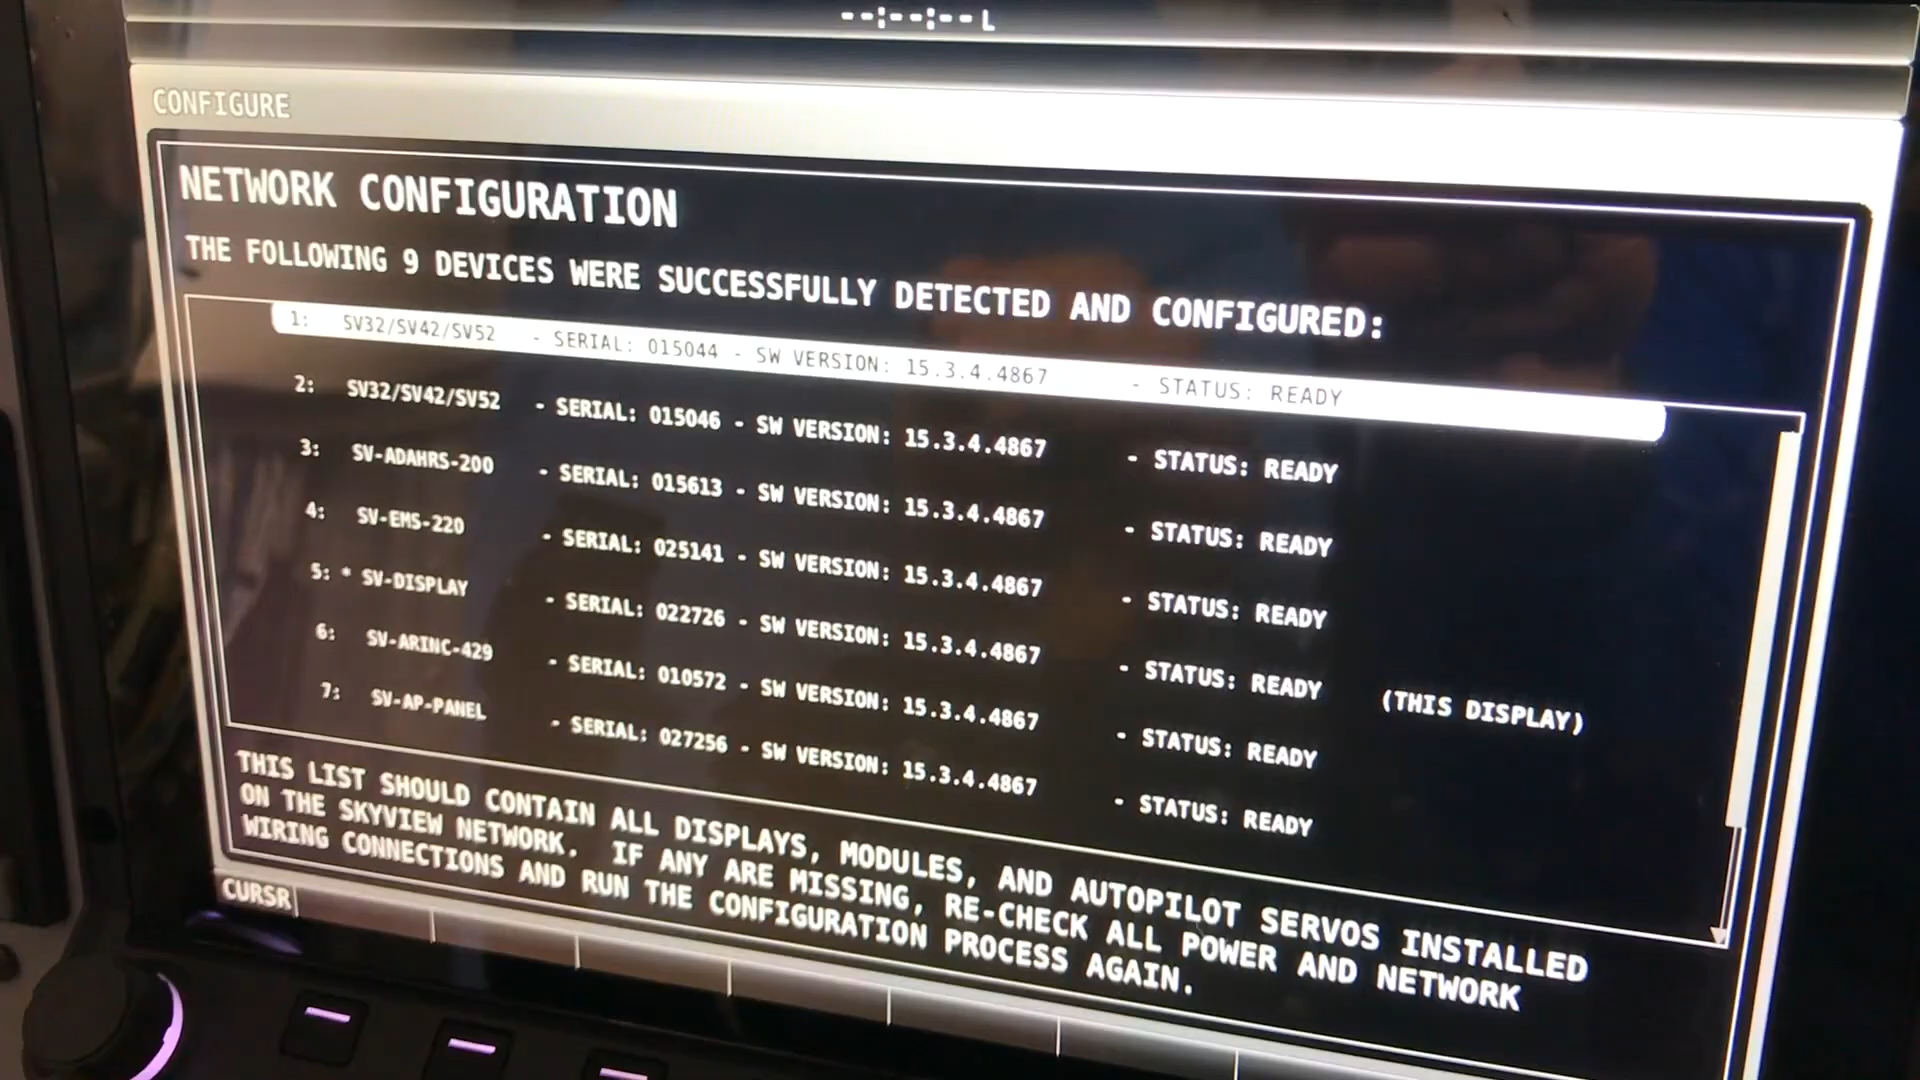 --:--:-- L
CONFIGURE
NETWORK CONFIGURATION
THE FOLLOWING 9 DEVICES WERE SUCCESSFULLY DETECTED AND CONFIGURED:
1: SV32/SV42/SV52 - SERIAL: 015044 - SW VERSION: 15.3.4.4867 - STATUS: READY
2: SV32/SV42/SV52 - SERIAL: 015046 - SW VERSION: 15.3.4.4867 - STATUS: READY
3: SV-ADAHRS-200 - SERIAL: 015613 - SW VERSION: 15.3.4.4867 - STATUS: READY
4: SV-EMS-220 - SERIAL: 025141 - SW VERSION: 15.3.4.4867 - STATUS: READY
5: * SV-DISPLAY - SERIAL: 022726 - SW VERSION: 15.3.4.4867 - STATUS: READY (THIS DISPLAY)
6: SV-ARINC-429 - SERIAL: 010572 - SW VERSION: 15.3.4.4867 - STATUS: READY
7: SV-AP-PANEL - SERIAL: 027256 - SW VERSION: 15.3.4.4867 - STATUS: READY
THIS LIST SHOULD CONTAIN ALL DISPLAYS, MODULES, AND AUTOPILOT SERVOS INSTALLED
ON THE SKYVIEW NETWORK. IF ANY ARE MISSING, RE-CHECK ALL POWER AND NETWORK
WIRING CONNECTIONS AND RUN THE CONFIGURATION PROCESS AGAIN.
CURSR